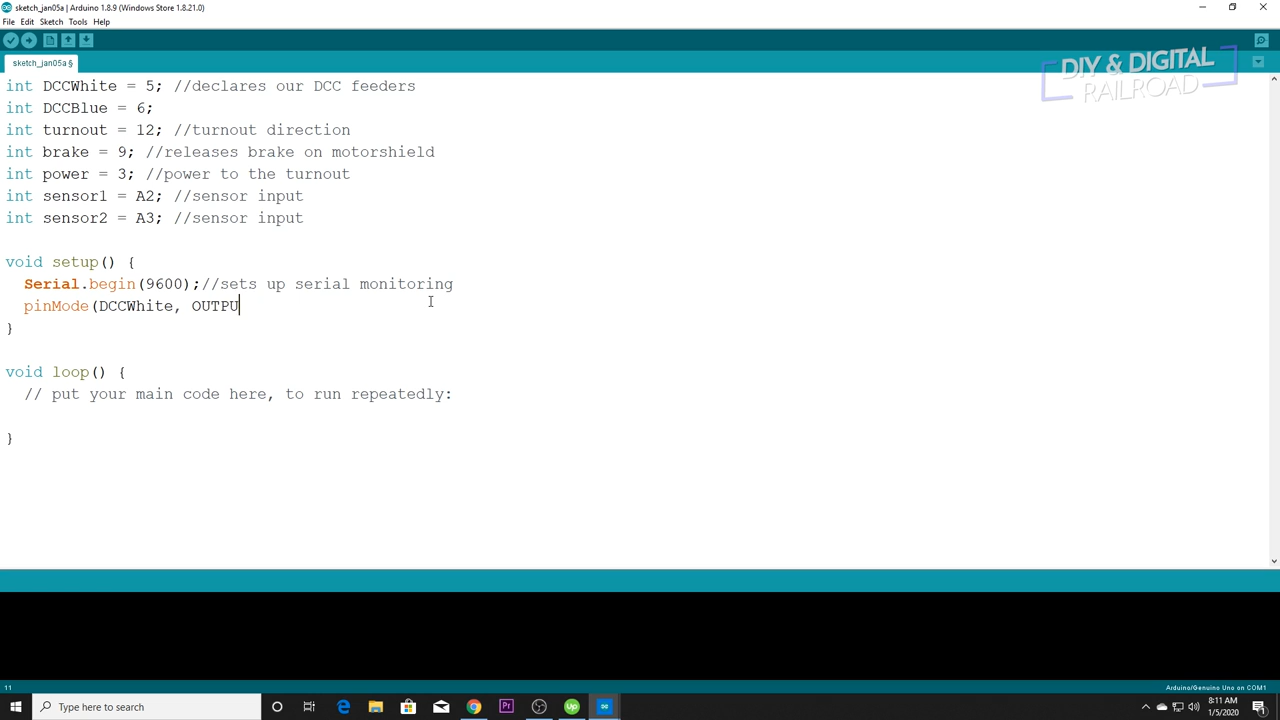 sketch_jan05a | Arduino 1.8.9 (Windows Store 1.8.21.0)
File Edit Sketch Tools Help
sketch_jan05a §
DIY & DIGITAL
RAILROAD
int DCCWhite = 5; //declares our DCC feeders
int DCCBlue = 6;
int turnout = 12; //turnout direction
int brake = 9; //releases brake on motorshield
int power = 3; //power to the turnout
int sensor1 = A2; //sensor input
int sensor2 = A3; //sensor input
void setup() {
Serial.begin(9600);//sets up serial monitoring
pinMode(DCCWhite, OUTPU
}
void loop() {
// put your main code here, to run repeatedly:
}
11
Arduino/Genuino Uno on COM1
Type here to search
Pr
Up
8:11 AM
1/5/2020
1